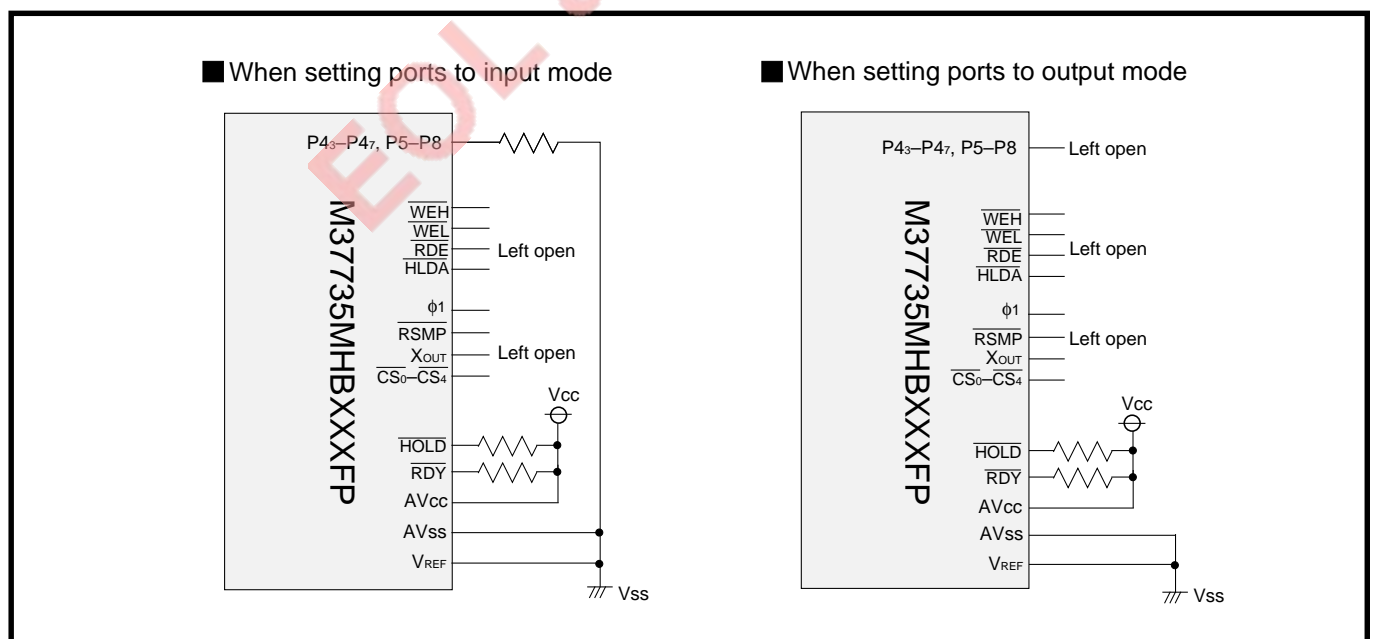 ■ When setting ports to input mode
P43–P47, P5–P8
M37735MHBXXXFP
WEH
WEL
RDE
HLDA
Left open
ϕ1
RSMP
XOUT
CS0–CS4
Left open
Vcc
HOLD
RDY
AVcc
AVss
VREF
Vss
■ When setting ports to output mode
P43–P47, P5–P8
Left open
M37735MHBXXXFP
WEH
WEL
RDE
HLDA
Left open
ϕ1
RSMP
XOUT
CS0–CS4
Left open
Vcc
HOLD
RDY
AVcc
AVss
VREF
Vss
EOL